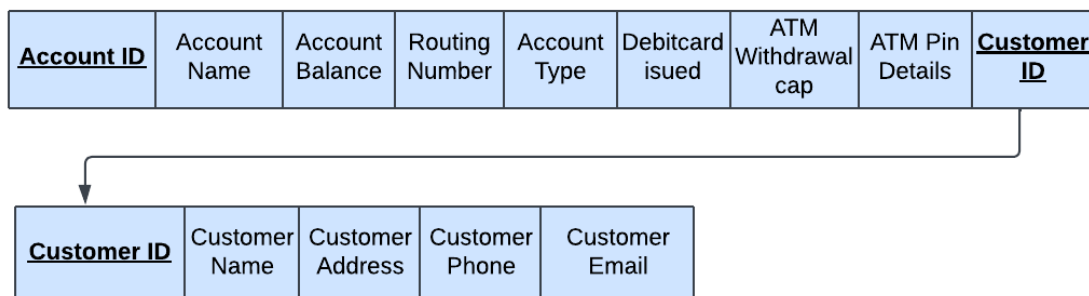 Account ID
Account
Name
Account
Balance
Routing
Number
Account
Type
Debitcard
isued
ATM
Withdrawal
cap
ATM Pin
Details
Customer
ID
Customer ID
Customer
Name
Customer
Address
Customer
Phone
Customer
Email